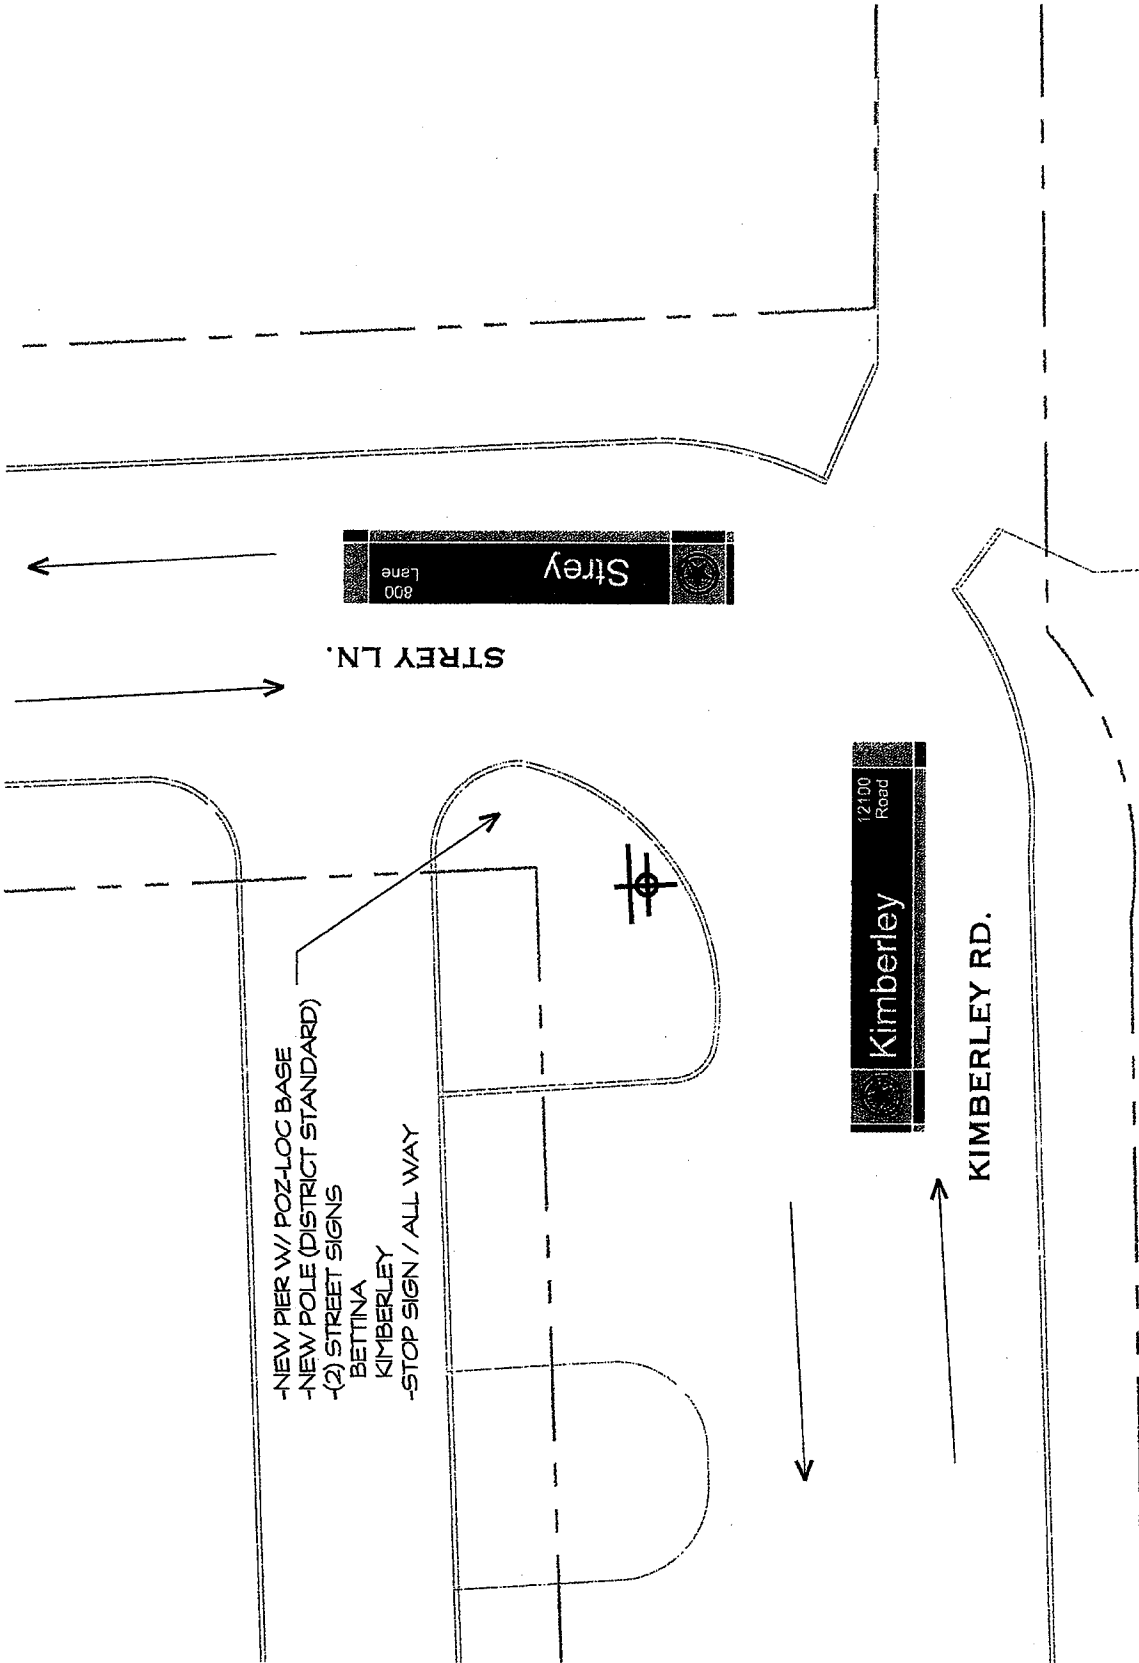 -NEW PIER W/ POZ-LOC BASE
-NEW POLE (DISTRICT STANDARD)
-(2) STREET SIGNS
BETTINA
KIMBERLEY
-STOP SIGN / ALL WAY
800
Lane
Strey
STREY LN.
Kimberley
12100
Road
KIMBERLEY RD.